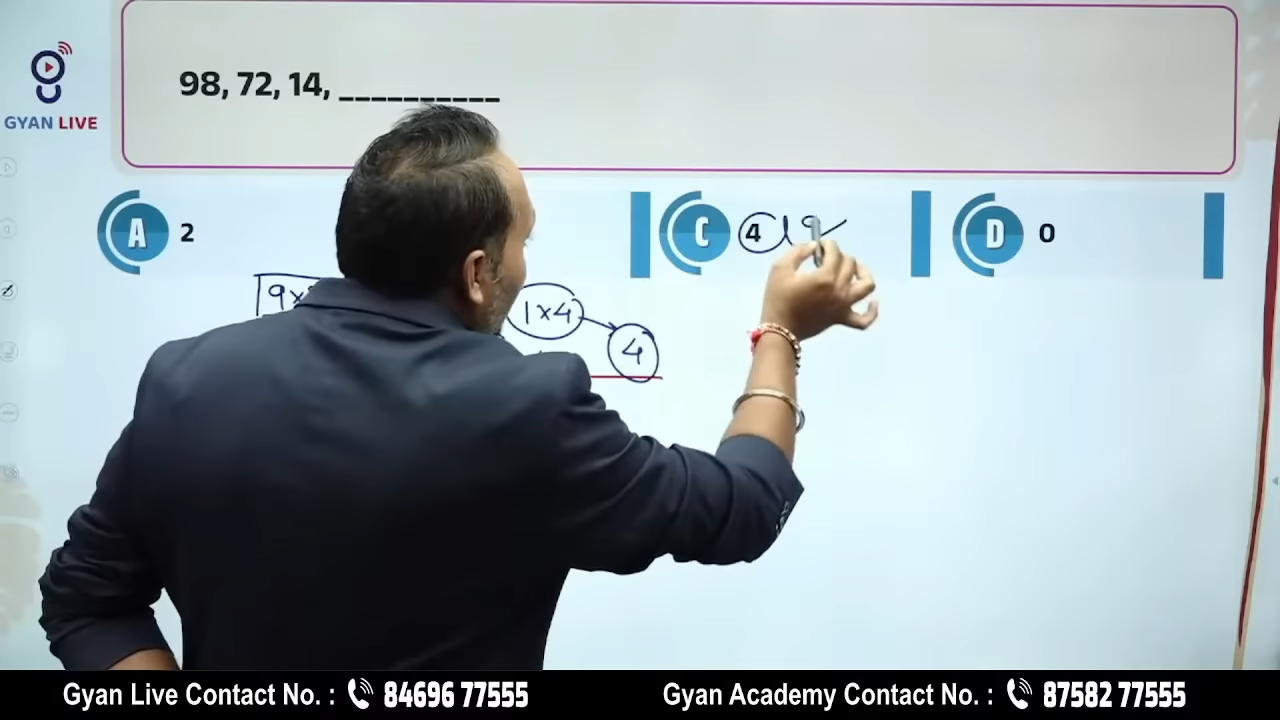 98, 72, 14, __________
GYAN LIVE
A 2
C 4
D 0
9x
1x4
4
Gyan Live Contact No. : 84696 77555
Gyan Academy Contact No. : 87582 77555